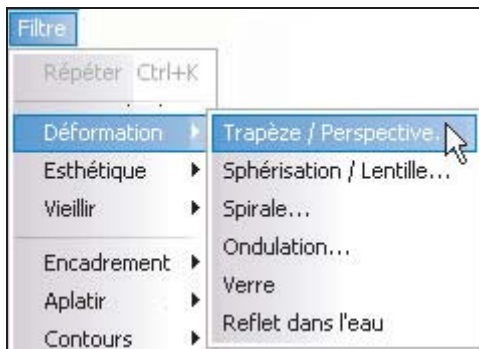 Filtre
Répéter Ctrl+K
Déformation
Trapèze / Perspective...
Esthétique
Sphérisation / Lentille...
Vieillir
Spirale...
Ondulation...
Encadrement
Verre
Aplatir
Reflet dans l'eau
Contours